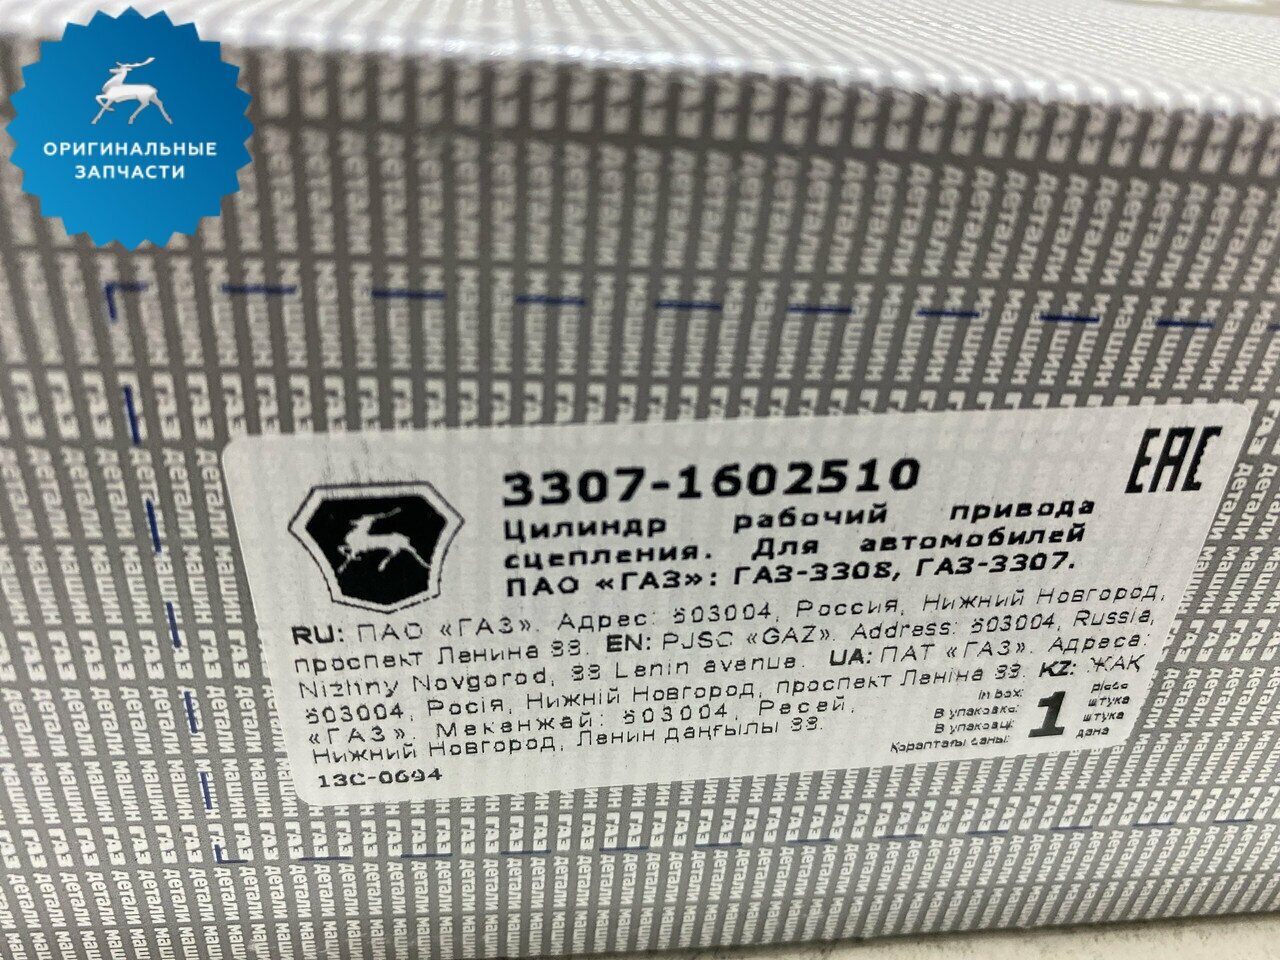 ОРИГИНАЛЬНЫЕ
ЗАПЧАСТИ
3307-1602510
Цилиндр рабочий привода
сцепления. Для автомобилей
ПАО «ГАЗ»: ГАЗ-3308, ГАЗ-3307.
EAC
RU: ПАО «ГАЗ». Адрес: 603004, Россия, Нижний Новгород,
проспект Ленина 88. EN: PJSC «GAZ». Address: 603004, Russia,
Nizhny Novgorod, 88 Lenin avenue. UA: ПАТ «ГАЗ». Адреса:
603004, Росія, Нижній Новгород, проспект Леніна 88. KZ: ЖАҚ
«ГАЗ». Мекенжай: 603004, Ресей,
Нижний Новгород, Ленин даңғылы 88.
13С-0694
in box: 1 piece
В упаковке: штука
В упаковці: штука
Қораптағы саны: дана
детали машин ГАЗ